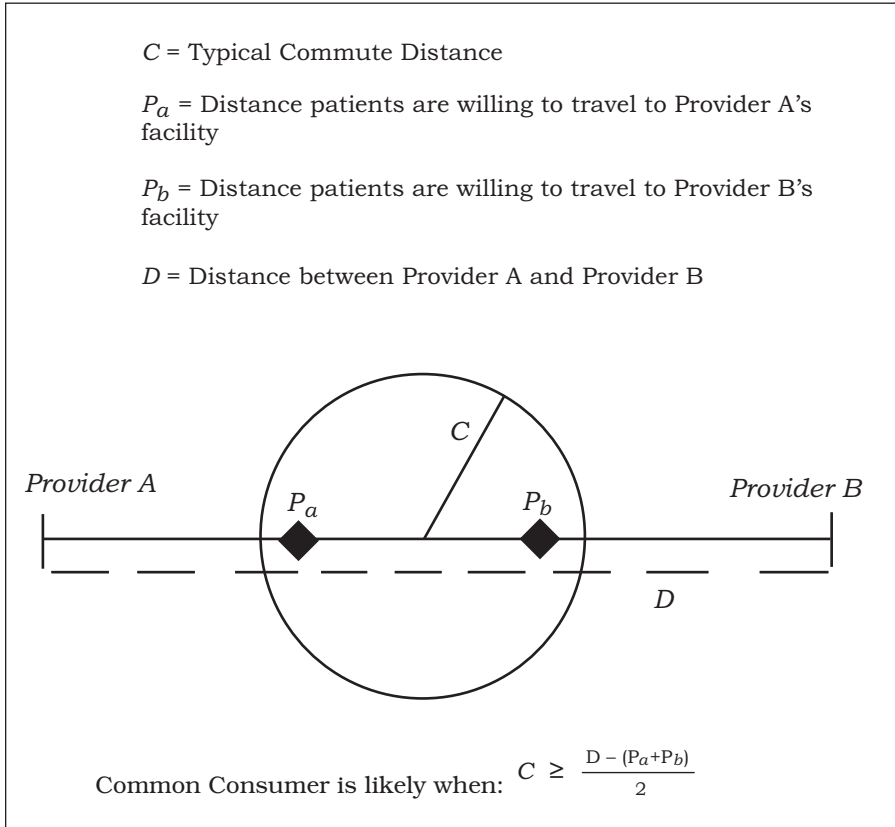 C = Typical Commute Distance
Pa = Distance patients are willing to travel to Provider A's
facility
Pb = Distance patients are willing to travel to Provider B's
facility
D = Distance between Provider A and Provider B
C
Provider A
Provider B
Pa
Pb
D
Common Consumer is likely when: C ≥ D – (Pa+Pb)
2